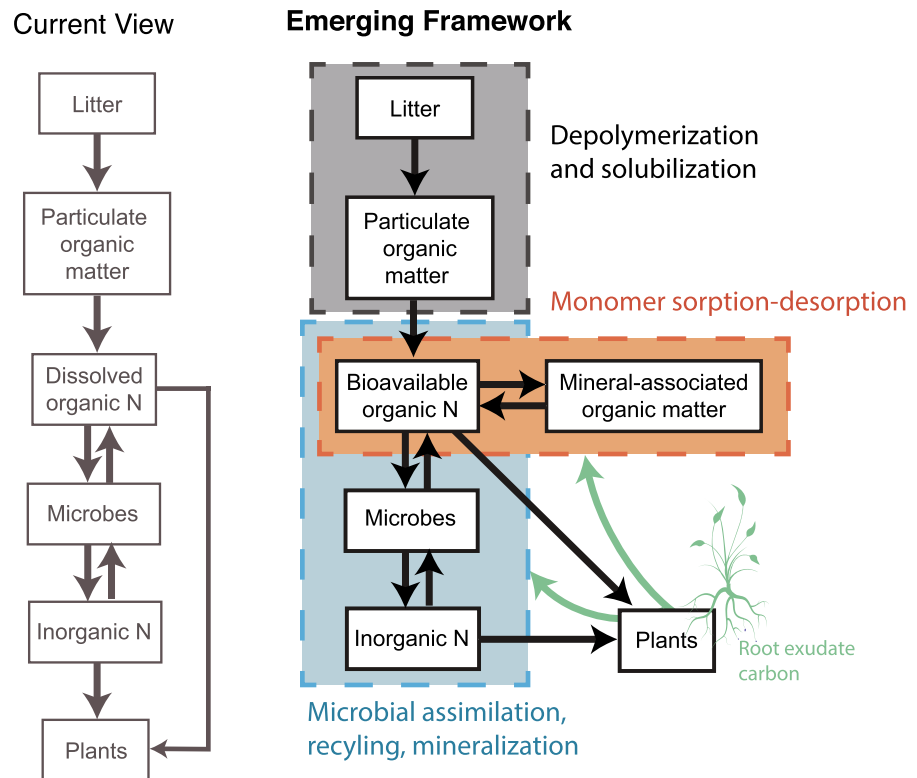 Current View
Litter
Particulate
organic
matter
Dissolved
organic N
Microbes
Inorganic N
Plants
Emerging Framework
Litter
Depolymerization
and solubilization
Particulate
organic
matter
Monomer sorption-desorption
Bioavailable
organic N
Mineral-associated
organic matter
Microbes
Inorganic N
Plants
Root exudate
carbon
Microbial assimilation,
recyling, mineralization